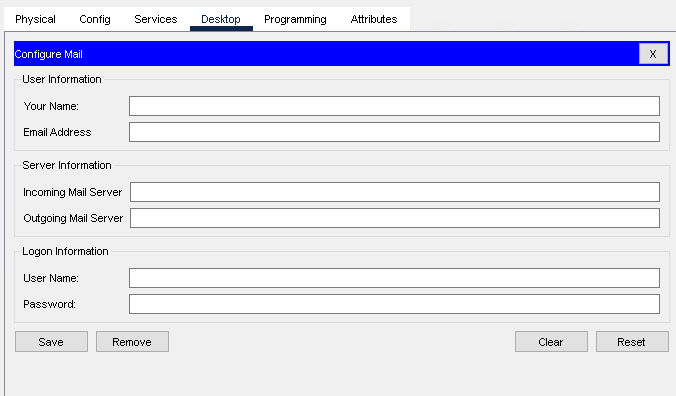 Physical Config Services Desktop Programming Attributes
Configure Mail X
User Information
Your Name:
Email Address
Server Information
Incoming Mail Server
Outgoing Mail Server
Logon Information
User Name:
Password:
Save Remove Clear Reset